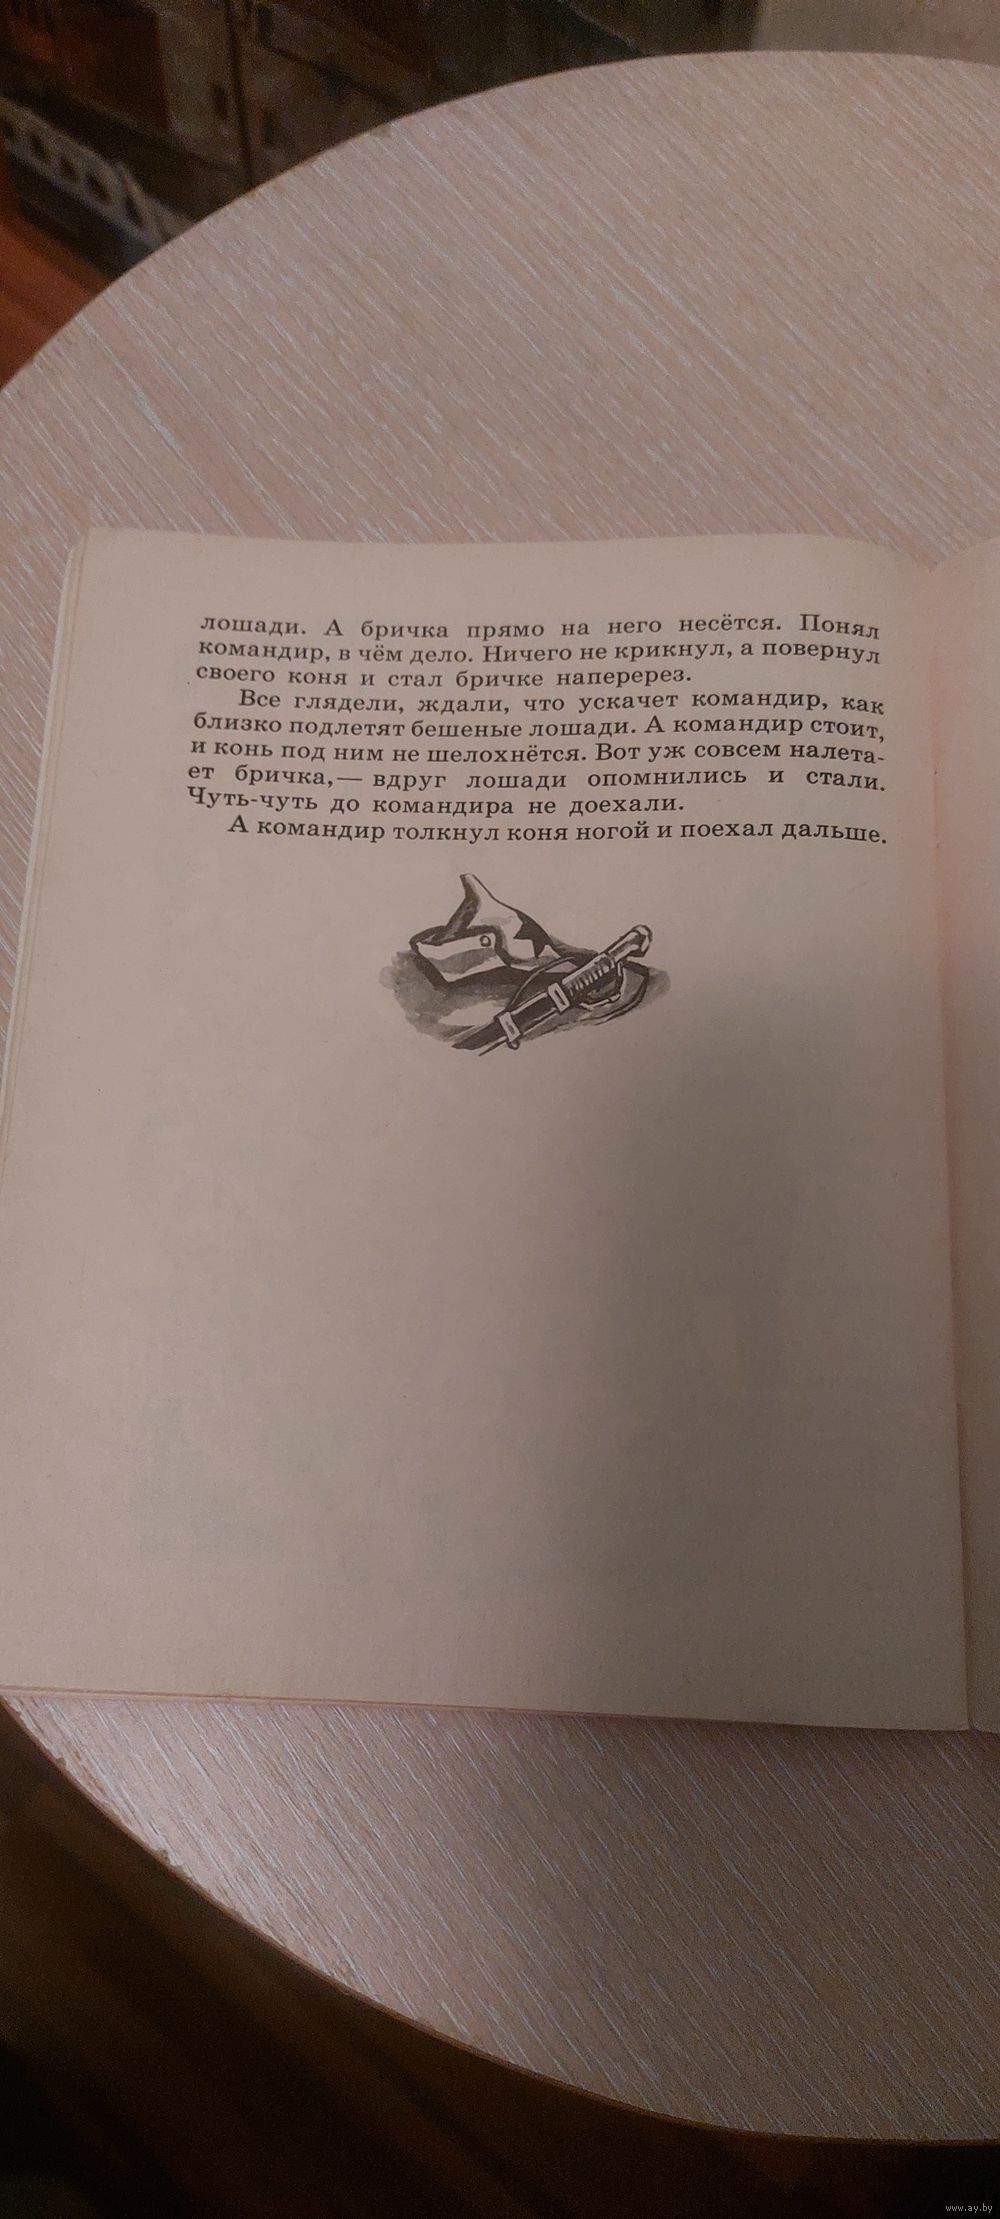 лошади. А бричка прямо на него несётся. Понял
командир, в чём дело. Ничего не крикнул, а повернул
своего коня и стал бричке наперерез.
Все глядели, ждали, что ускачет командир, как
близко подлетят бешеные лошади. А командир стоит,
и конь под ним не шелохнётся. Вот уж совсем налета-
ет бричка,— вдруг лошади опомнились и стали.
Чуть-чуть до командира не доехали.
А командир толкнул коня ногой и поехал дальше.
www.ay.by